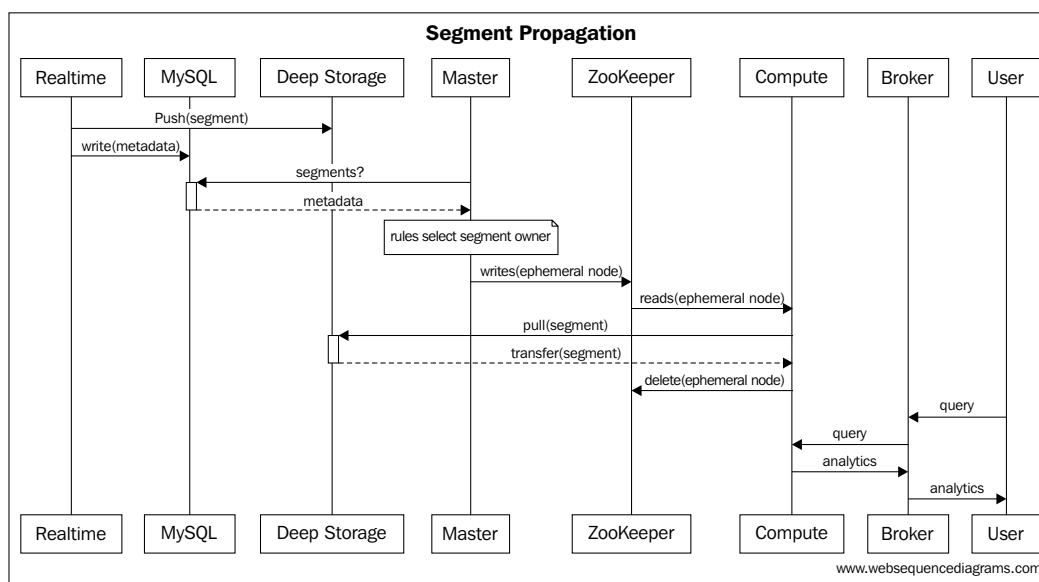 Segment Propagation
Realtime MySQL Deep Storage Master ZooKeeper Compute Broker User
Push(segment)
write(metadata)
segments?
metadata
rules select segment owner
writes(ephemeral node)
reads(ephemeral node)
pull(segment)
transfer(segment)
delete(ephemeral node)
query
query
analytics
analytics
Realtime MySQL Deep Storage Master ZooKeeper Compute Broker User
www.websequencediagrams.com